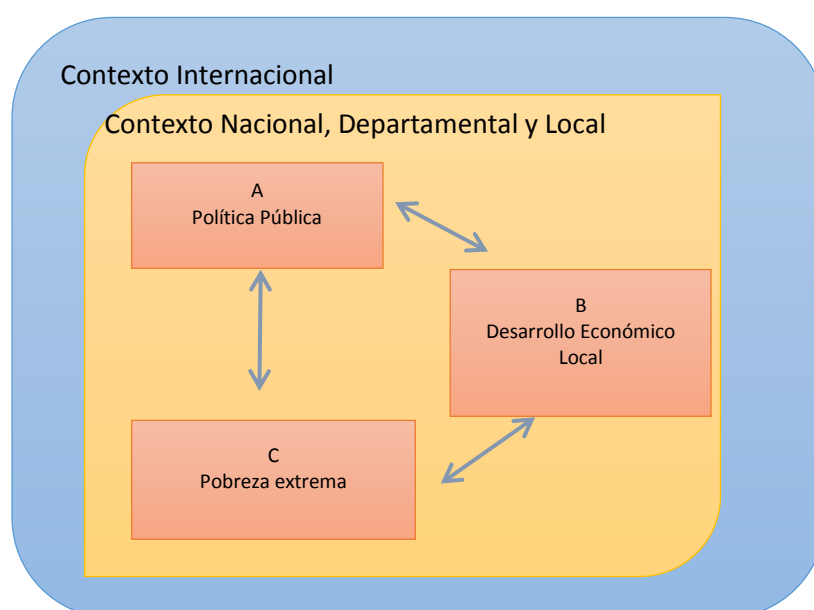 Contexto Internacional
Contexto Nacional, Departamental y Local
A
Política Pública
B
Desarrollo Económico
Local
C
Pobreza extrema